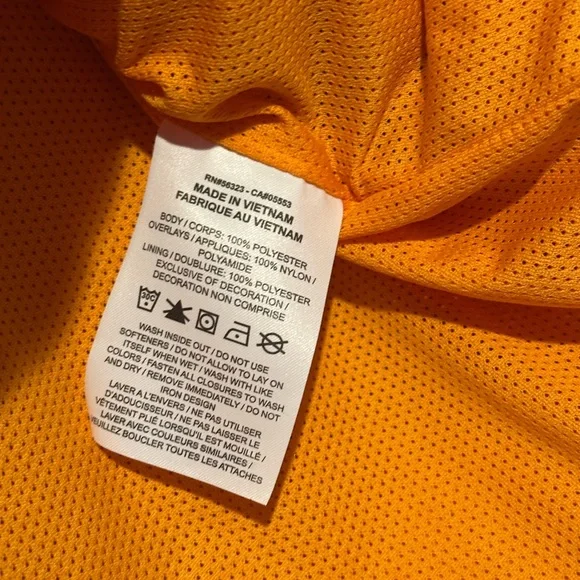 RN#56323 - CA#05553
MADE IN VIETNAM
FABRIQUE AU VIETNAM
BODY / CORPS: 100% POLYESTER
OVERLAYS / APPLIQUES: 100% NYLON /
POLYAMIDE
LINING / DOUBLURE: 100% POLYESTER
EXCLUSIVE OF DECORATION /
DECORATION NON COMPRISE
30C
WASH INSIDE OUT / DO NOT USE
SOFTENERS / DO NOT ALLOW TO LAY ON
ITSELF WHEN WET / WASH WITH LIKE
COLORS / FASTEN ALL CLOSURES TO WASH
AND DRY / REMOVE IMMEDIATELY / DO NOT
IRON DESIGN
LAVER A L'ENVERS / NE PAS UTILISER
D'ADOUCISSEUR / NE PAS LAISSER LE
VÊTEMENT PLIÉ LORSQU'IL EST MOUILLÉ /
LAVER AVEC COULEURS SIMILAIRES /
VEUILLEZ BOUCLER TOUTES LES ATTACHES